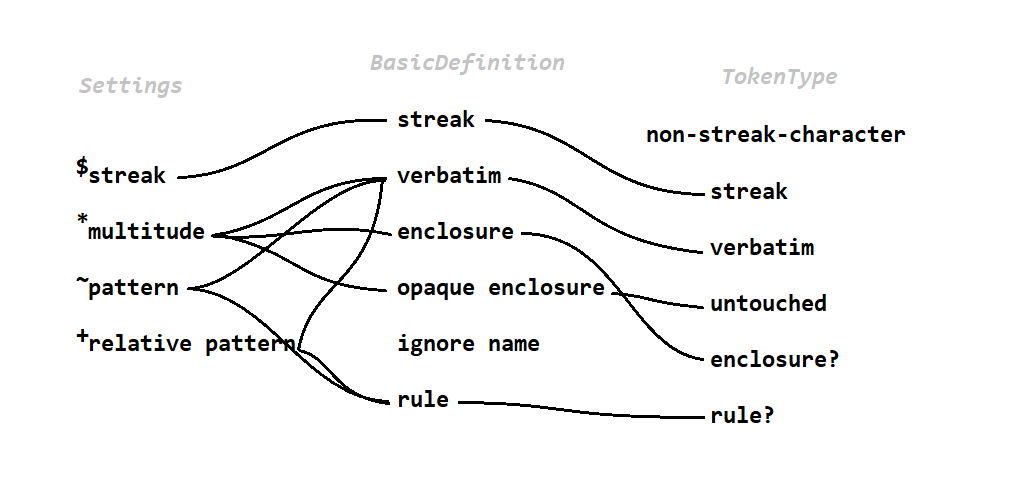 Settings
$streak
*multitude
~pattern
+relative pattern
BasicDefinition
streak
verbatim
enclosure
opaque enclosure
ignore name
rule
TokenType
non-streak-character
streak
verbatim
untouched
enclosure?
rule?